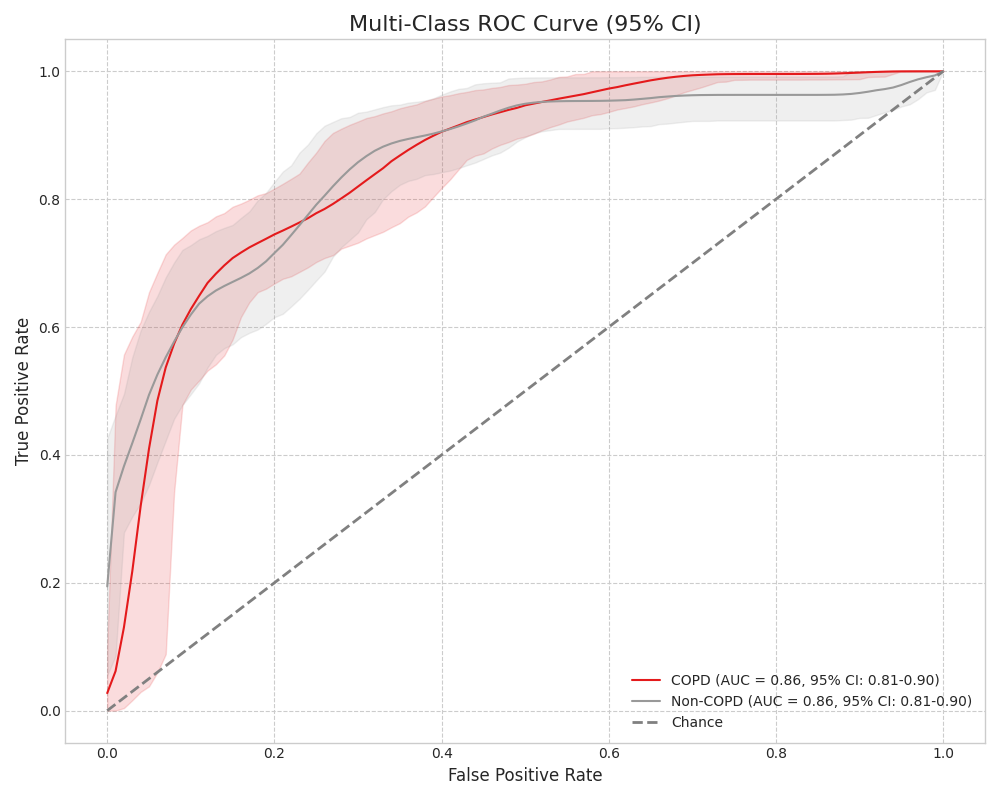 Multi-Class ROC Curve (95% CI)
True Positive Rate
1.0
0.8
0.6
0.4
0.2
0.0
COPD (AUC = 0.86, 95% CI: 0.81-0.90)
Non-COPD (AUC = 0.86, 95% CI: 0.81-0.90)
Chance
0.0 0.2 0.4 0.6 0.8 1.0
False Positive Rate